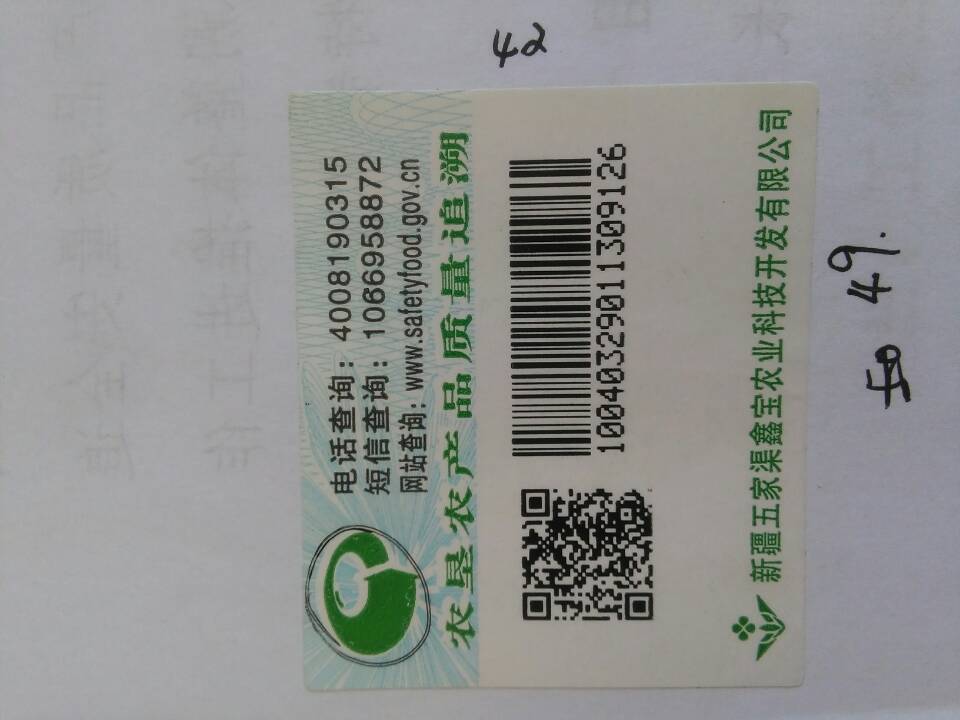 电话查询：4008190315
短信查询：106695887​2
网站查询：www.safetyfood.gov.cn
农垦农产品质量追溯
10040329011309126
新疆五家渠鑫宝农业科技开发有限公司
42
49.